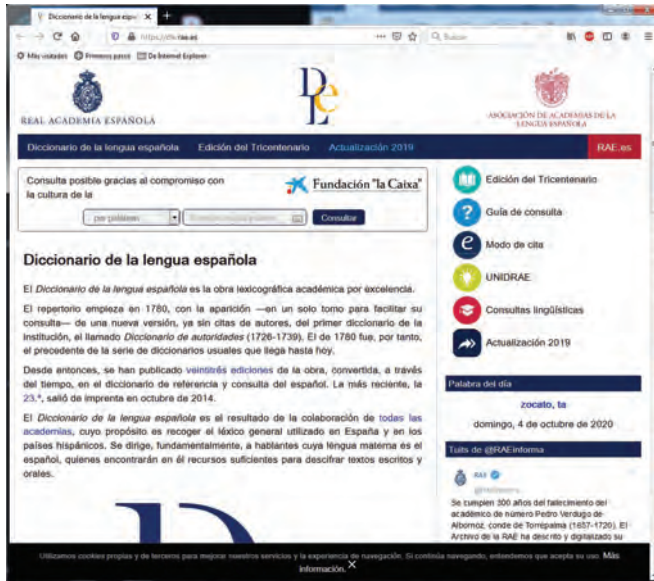 Diccionario de la lengua espa
Más visitados Primeros pasos De Internet Explorer
REAL ACADEMIA ESPAÑOLA
DLE
ASOCIACIÓN DE ACADEMIAS DE LA
LENGUA ESPAÑOLA
Diccionario de la lengua española Edición del Tricentenario Actualización 2019 RAE.es
Consulta posible gracias al compromiso con
la cultura de la
Fundación "la Caixa"
por palabras
Consultar
Diccionario de la lengua española
El Diccionario de la lengua española es la obra lexicográfica académica por excelencia.
El repertorio empieza en 1780, con la aparición —en un solo tomo para facilitar su
consulta— de una nueva versión, ya sin citas de autores, del primer diccionario de la
institución, el llamado Diccionario de autoridades (1726-1739). El de 1780 fue, por tanto,
el precedente de la serie de diccionarios usuales que llega hasta hoy.
Desde entonces, se han publicado veintitrés ediciones de la obra, convertida, a través
del tiempo, en el diccionario de referencia y consulta del español. La más reciente, la
23.ª, salió de imprenta en octubre de 2014.
El Diccionario de la lengua española es el resultado de la colaboración de todas las
academias, cuyo propósito es recoger el léxico general utilizado en España y en los
países hispánicos. Se dirige, fundamentalmente, a hablantes cuya lengua materna es el
español, quienes encontrarán en él recursos suficientes para descifrar textos escritos y
orales.
Edición del Tricentenario
Guía de consulta
Modo de cita
UNIDRAE
Consultas lingüísticas
Actualización 2019
Palabra del día
zocato, ta
domingo, 4 de octubre de 2020
Tuits de @RAEinforma
RAE
Se cumplen 300 años del fallecimiento del
académico de número Pedro Verdugo de
Albornoz, conde de Torrepalma (1657-1720). El
Archivo de la RAE ha descrito y digitalizado su
Utilizamos cookies propias y de terceros para mejorar nuestros servicios y la experiencia de navegación. Si continúa navegando, entendemos que acepta su uso. Más
información. X